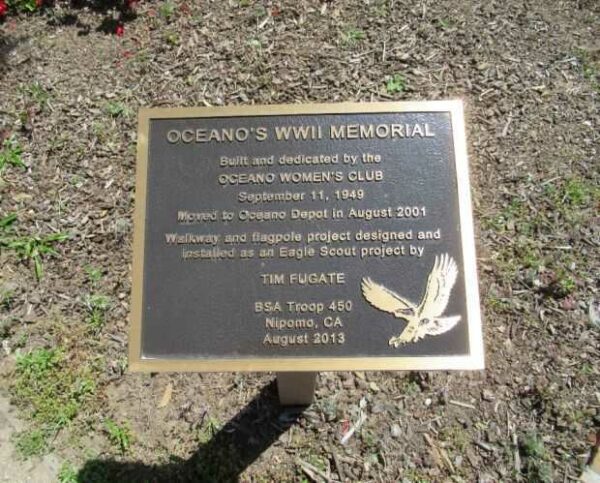 OCEANO'S WWII MEMORIAL
Built and dedicated by the
OCEANO WOMEN'S CLUB
September 11, 1949
Moved to Oceano Depot in August 2001
Walkway and flagpole project designed and
installed as an Eagle Scout project by
TIM FUGATE
BSA Troop 450
Nipomo, CA
August 2013